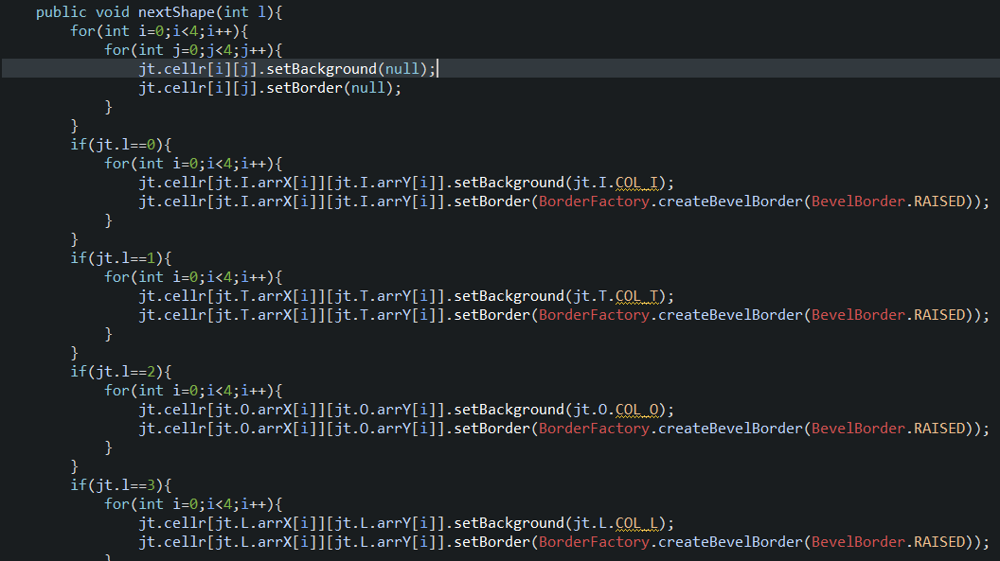 public void nextShape(int l){
    for(int i=0;i<4;i++){
        for(int j=0;j<4;j++){
            jt.cellr[i][j].setBackground(null);
            jt.cellr[i][j].setBorder(null);
        }
    }
    if(jt.l==0){
        for(int i=0;i<4;i++){
            jt.cellr[jt.I.arrX[i]][jt.I.arrY[i]].setBackground(jt.I.COL_I);
            jt.cellr[jt.I.arrX[i]][jt.I.arrY[i]].setBorder(BorderFactory.createBevelBorder(BevelBorder.RAISED));
        }
    }
    if(jt.l==1){
        for(int i=0;i<4;i++){
            jt.cellr[jt.T.arrX[i]][jt.T.arrY[i]].setBackground(jt.T.COL_T);
            jt.cellr[jt.T.arrX[i]][jt.T.arrY[i]].setBorder(BorderFactory.createBevelBorder(BevelBorder.RAISED));
        }
    }
    if(jt.l==2){
        for(int i=0;i<4;i++){
            jt.cellr[jt.O.arrX[i]][jt.O.arrY[i]].setBackground(jt.O.COL_O);
            jt.cellr[jt.O.arrX[i]][jt.O.arrY[i]].setBorder(BorderFactory.createBevelBorder(BevelBorder.RAISED));
        }
    }
    if(jt.l==3){
        for(int i=0;i<4;i++){
            jt.cellr[jt.L.arrX[i]][jt.L.arrY[i]].setBackground(jt.L.COL_L);
            jt.cellr[jt.L.arrX[i]][jt.L.arrY[i]].setBorder(BorderFactory.createBevelBorder(BevelBorder.RAISED));
        }